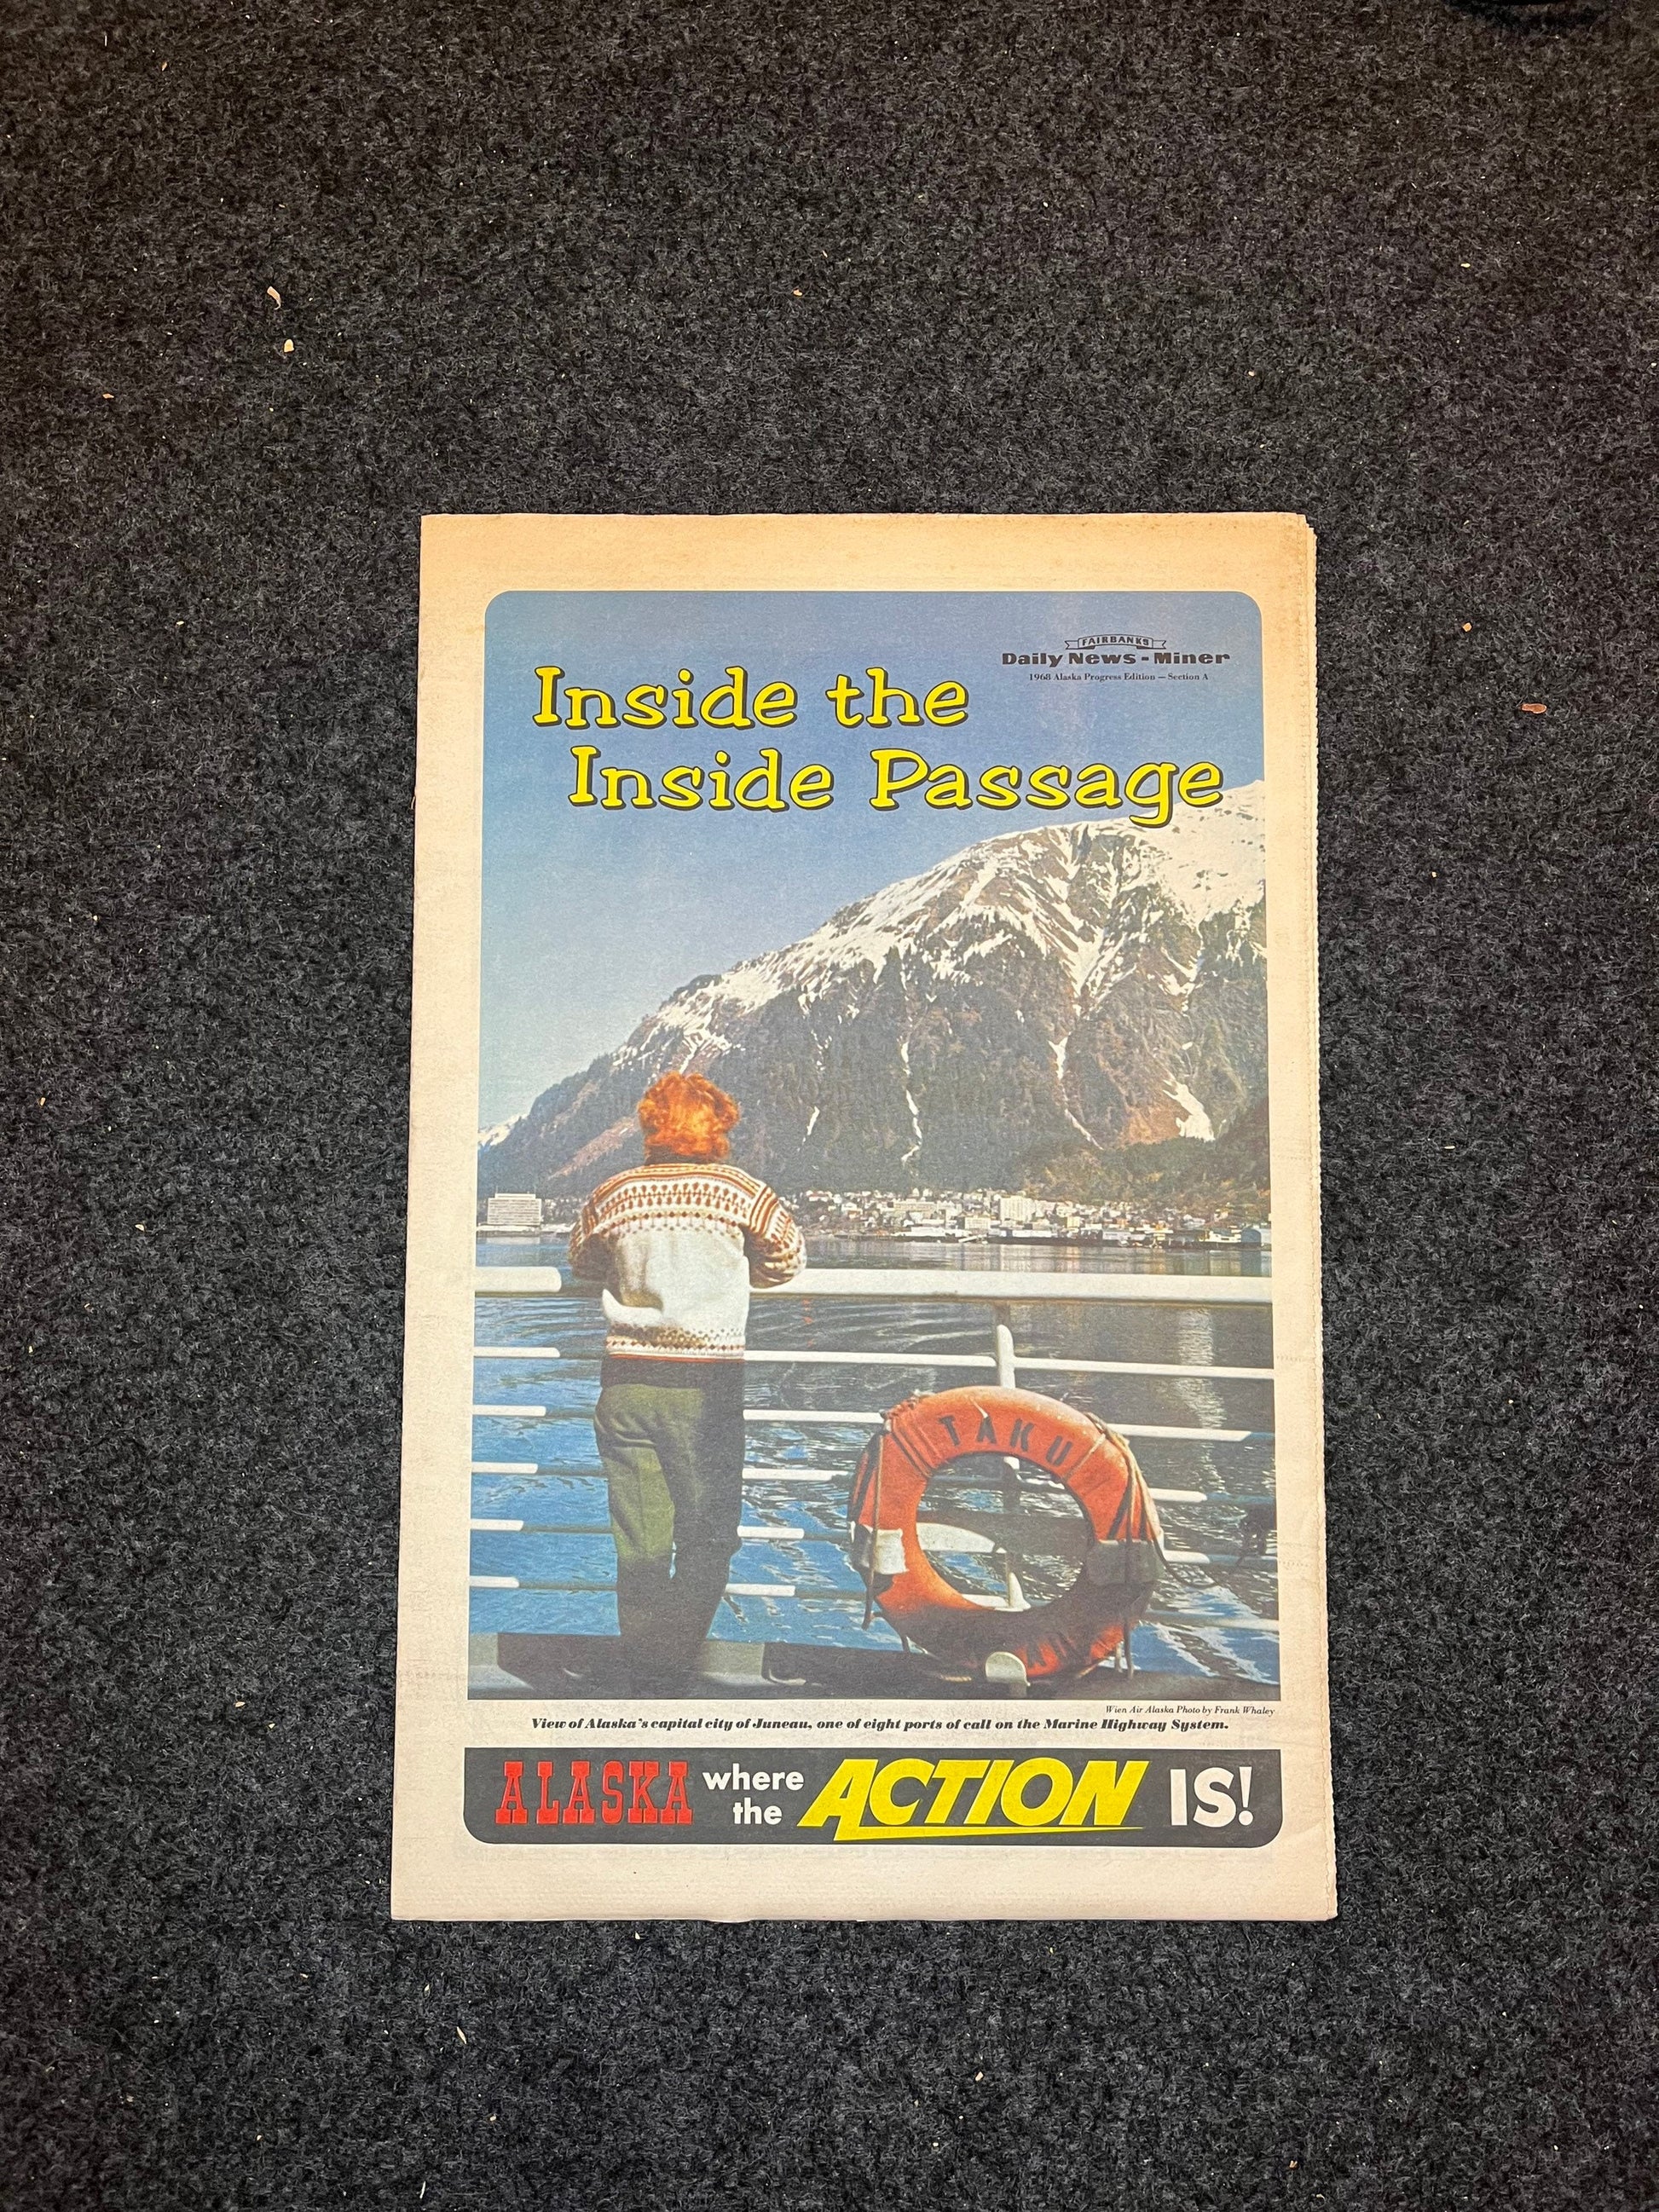 FAIRBANKS
Daily News - Miner
1968 Alaska Progress Edition — Section A
Inside the
Inside Passage
TAKU
Wien Air Alaska Photo by Frank Whaley
View of Alaska's capital city of Juneau, one of eight ports of call on the Marine Highway System.
ALASKA where the ACTION IS!